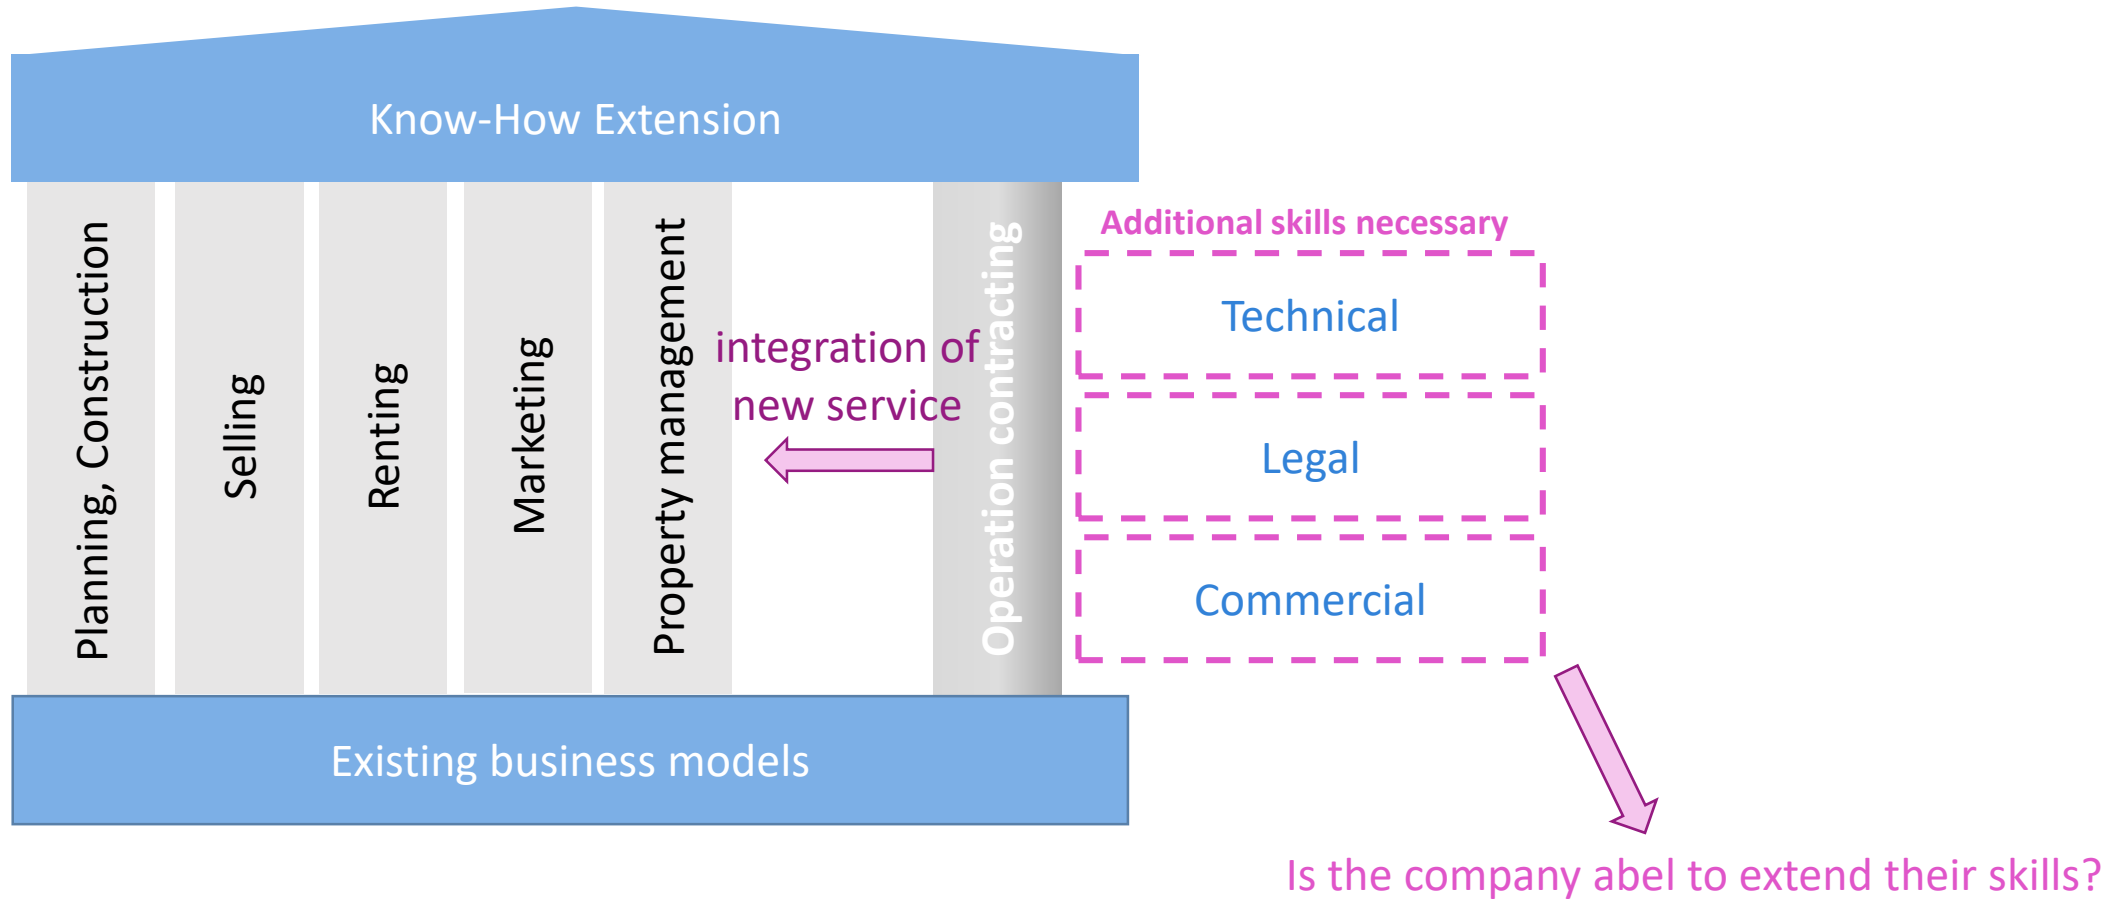 Know-How Extension
Planning, Construction
Selling
Renting
Marketing
Property management
integration of
new service
Operation contracting
Additional skills necessary
Technical
Legal
Commercial
Existing business models
Is the company abel to extend their skills?